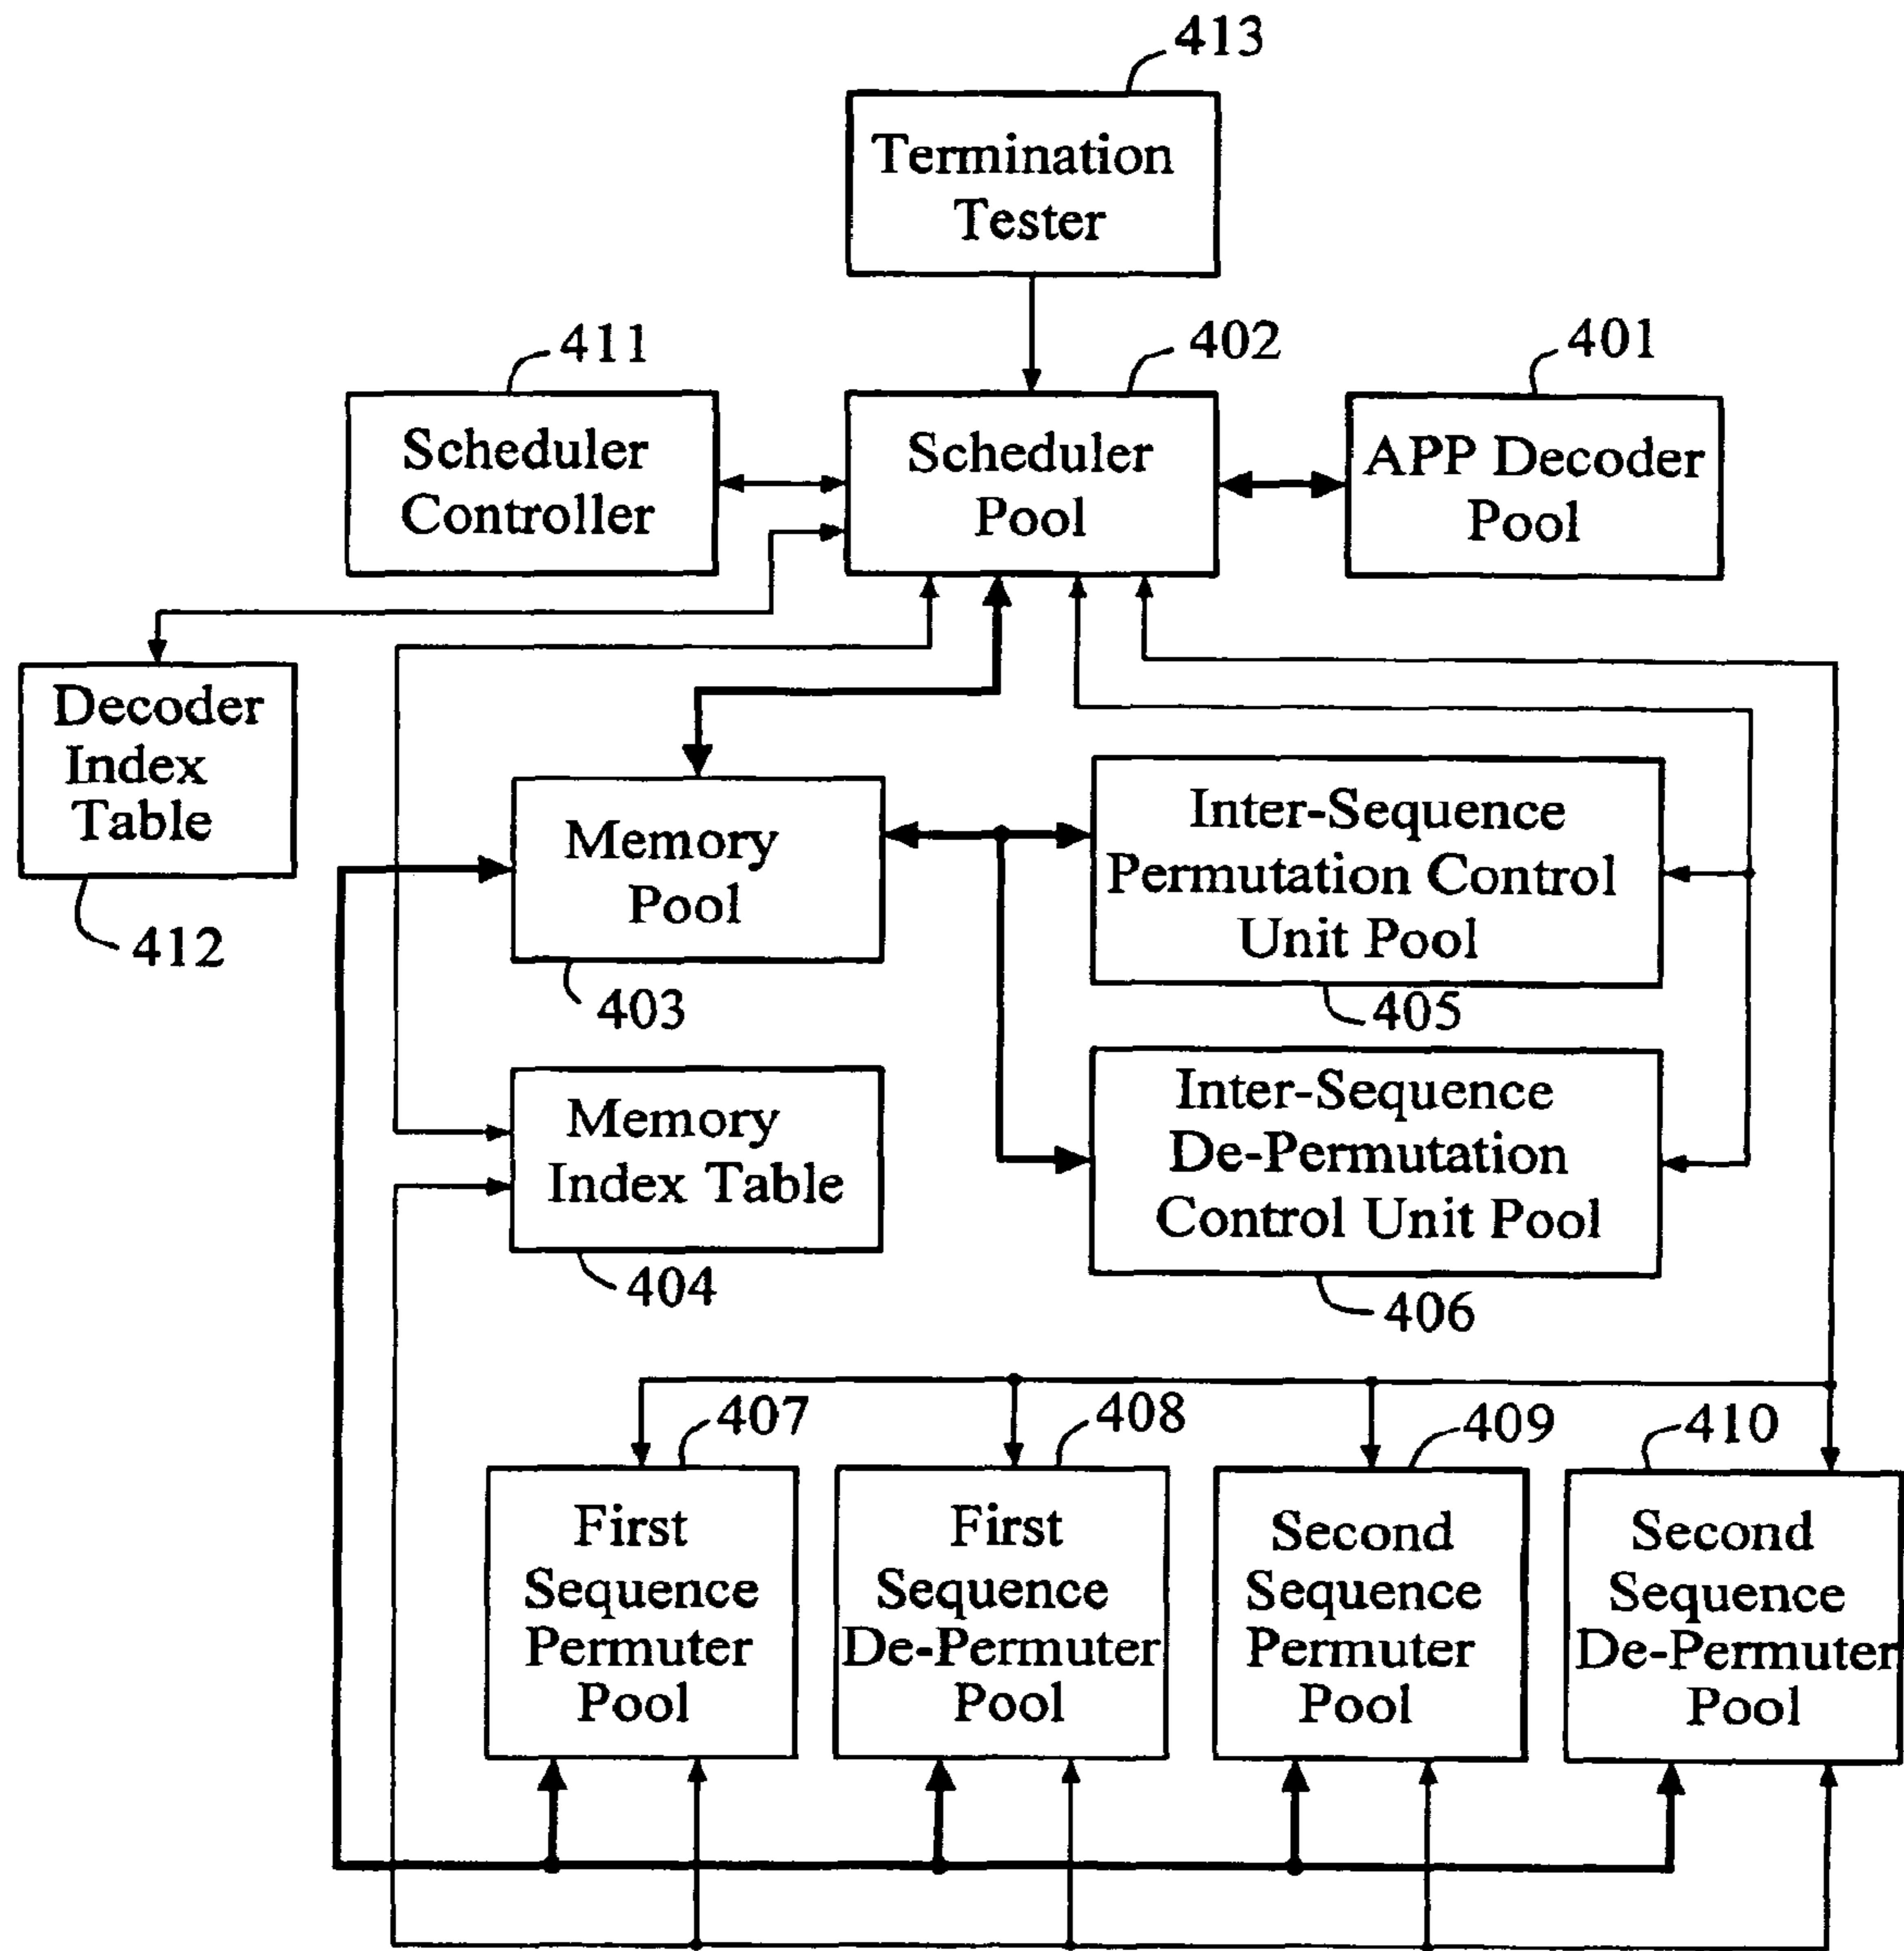 413
Termination
Tester
411
402
401
Scheduler
Controller
Scheduler
Pool
APP Decoder
Pool
Decoder
Index
Table
412
Memory
Pool
403
Inter-Sequence
Permutation Control
Unit Pool
405
Memory
Index Table
404
Inter-Sequence
De-Permutation
Control Unit Pool
406
407
408
409
410
First
Sequence
Permuter
Pool
First
Sequence
De-Permuter
Pool
Second
Sequence
Permuter
Pool
Second
Sequence
De-Permuter
Pool